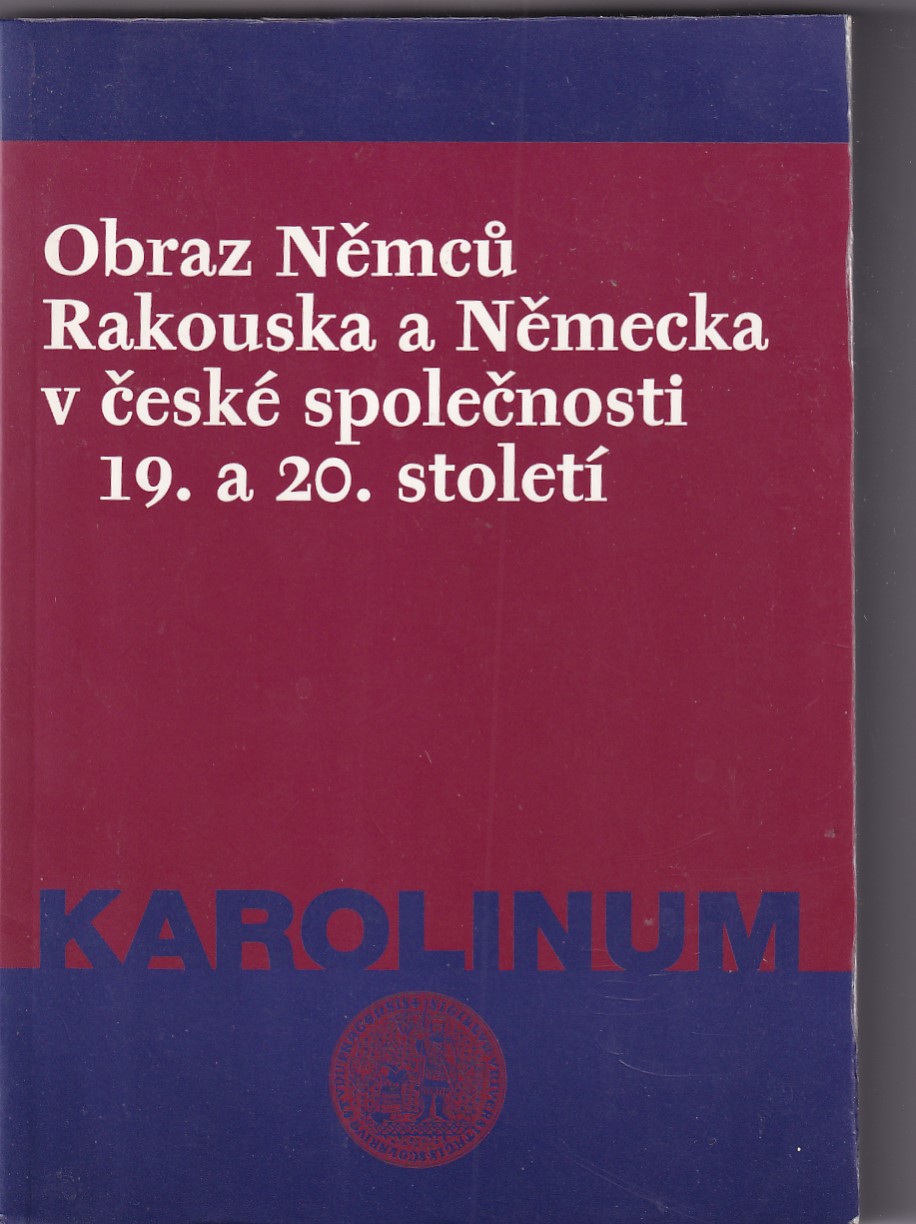 Obraz Němců
Rakouska a Německa
v české společnosti
19. a 20. století
KAROLINUM